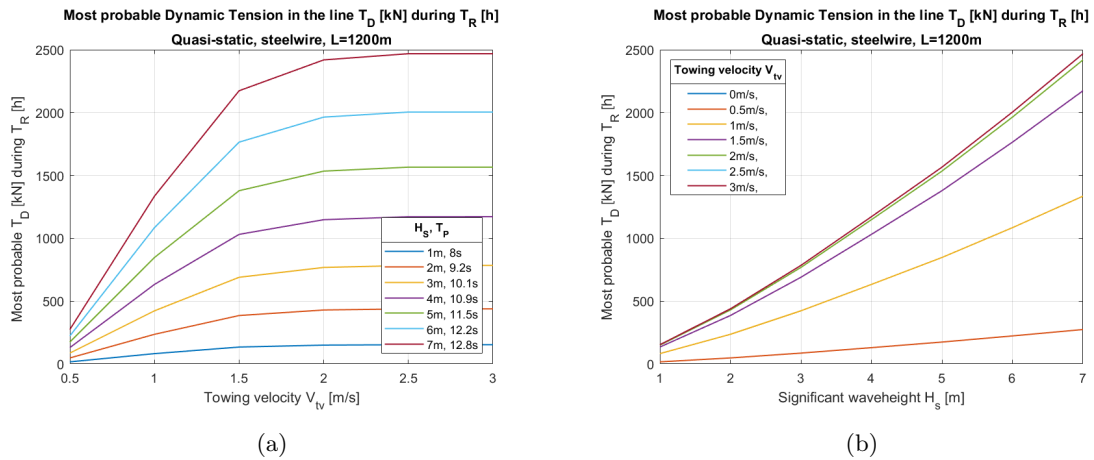 Most probable Dynamic Tension in the line T_D [kN] during T_R [h]
Quasi-static, steelwire, L=1200m
Most probable T_D [kN] during T_R [h]
2500
2000
1500
1000
500
0
H_S, T_P
1m, 8s
2m, 9.2s
3m, 10.1s
4m, 10.9s
5m, 11.5s
6m, 12.2s
7m, 12.8s
0.5
1
1.5
2
2.5
3
Towing velocity V_tv [m/s]
(a)
Most probable Dynamic Tension in the line T_D [kN] during T_R [h]
Quasi-static, steelwire, L=1200m
Most probable T_D [kN] during T_R [h]
2500
2000
1500
1000
500
0
Towing velocity V_tv
0m/s,
0.5m/s,
1m/s,
1.5m/s,
2m/s,
2.5m/s,
3m/s,
1
2
3
4
5
6
7
Significant waveheight H_s [m]
(b)